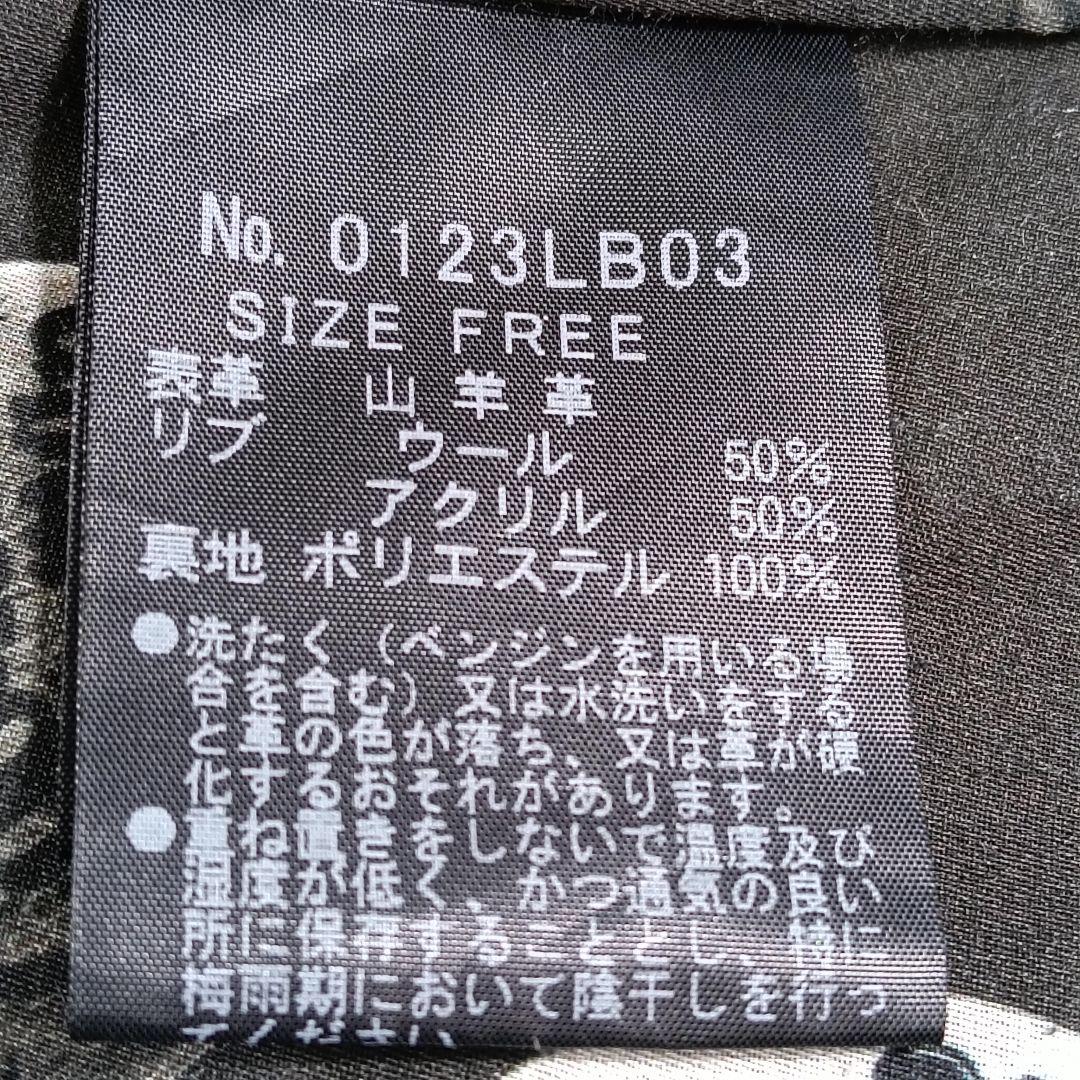 No. 0123LB03
SIZE FREE
表革 山羊革
リブ ウール 50%
アクリル 50%
裏地 ポリエステル 100%
●洗たく(ベンジンを用いる場
合を含む)又は水洗いをする
と革の色が落ち、又は革が硬
化するおそれがあります。
●重ね置きをしないで温度及び
湿度が低く、かつ通気の良い
所に保存することとし、特に
梅雨期において陰干しを行っ
てください。